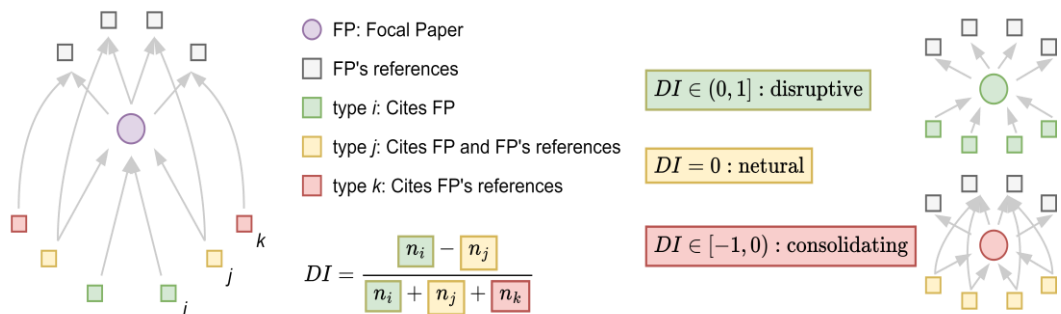 FP: Focal Paper
FP's references
type i: Cites FP
type j: Cites FP and FP's references
type k: Cites FP's references
k
j
i
DI = (n_i − n_j) / (n_i + n_j + n_k)
DI ∈ (0, 1] : disruptive
DI = 0 : netural
DI ∈ [−1, 0) : consolidating